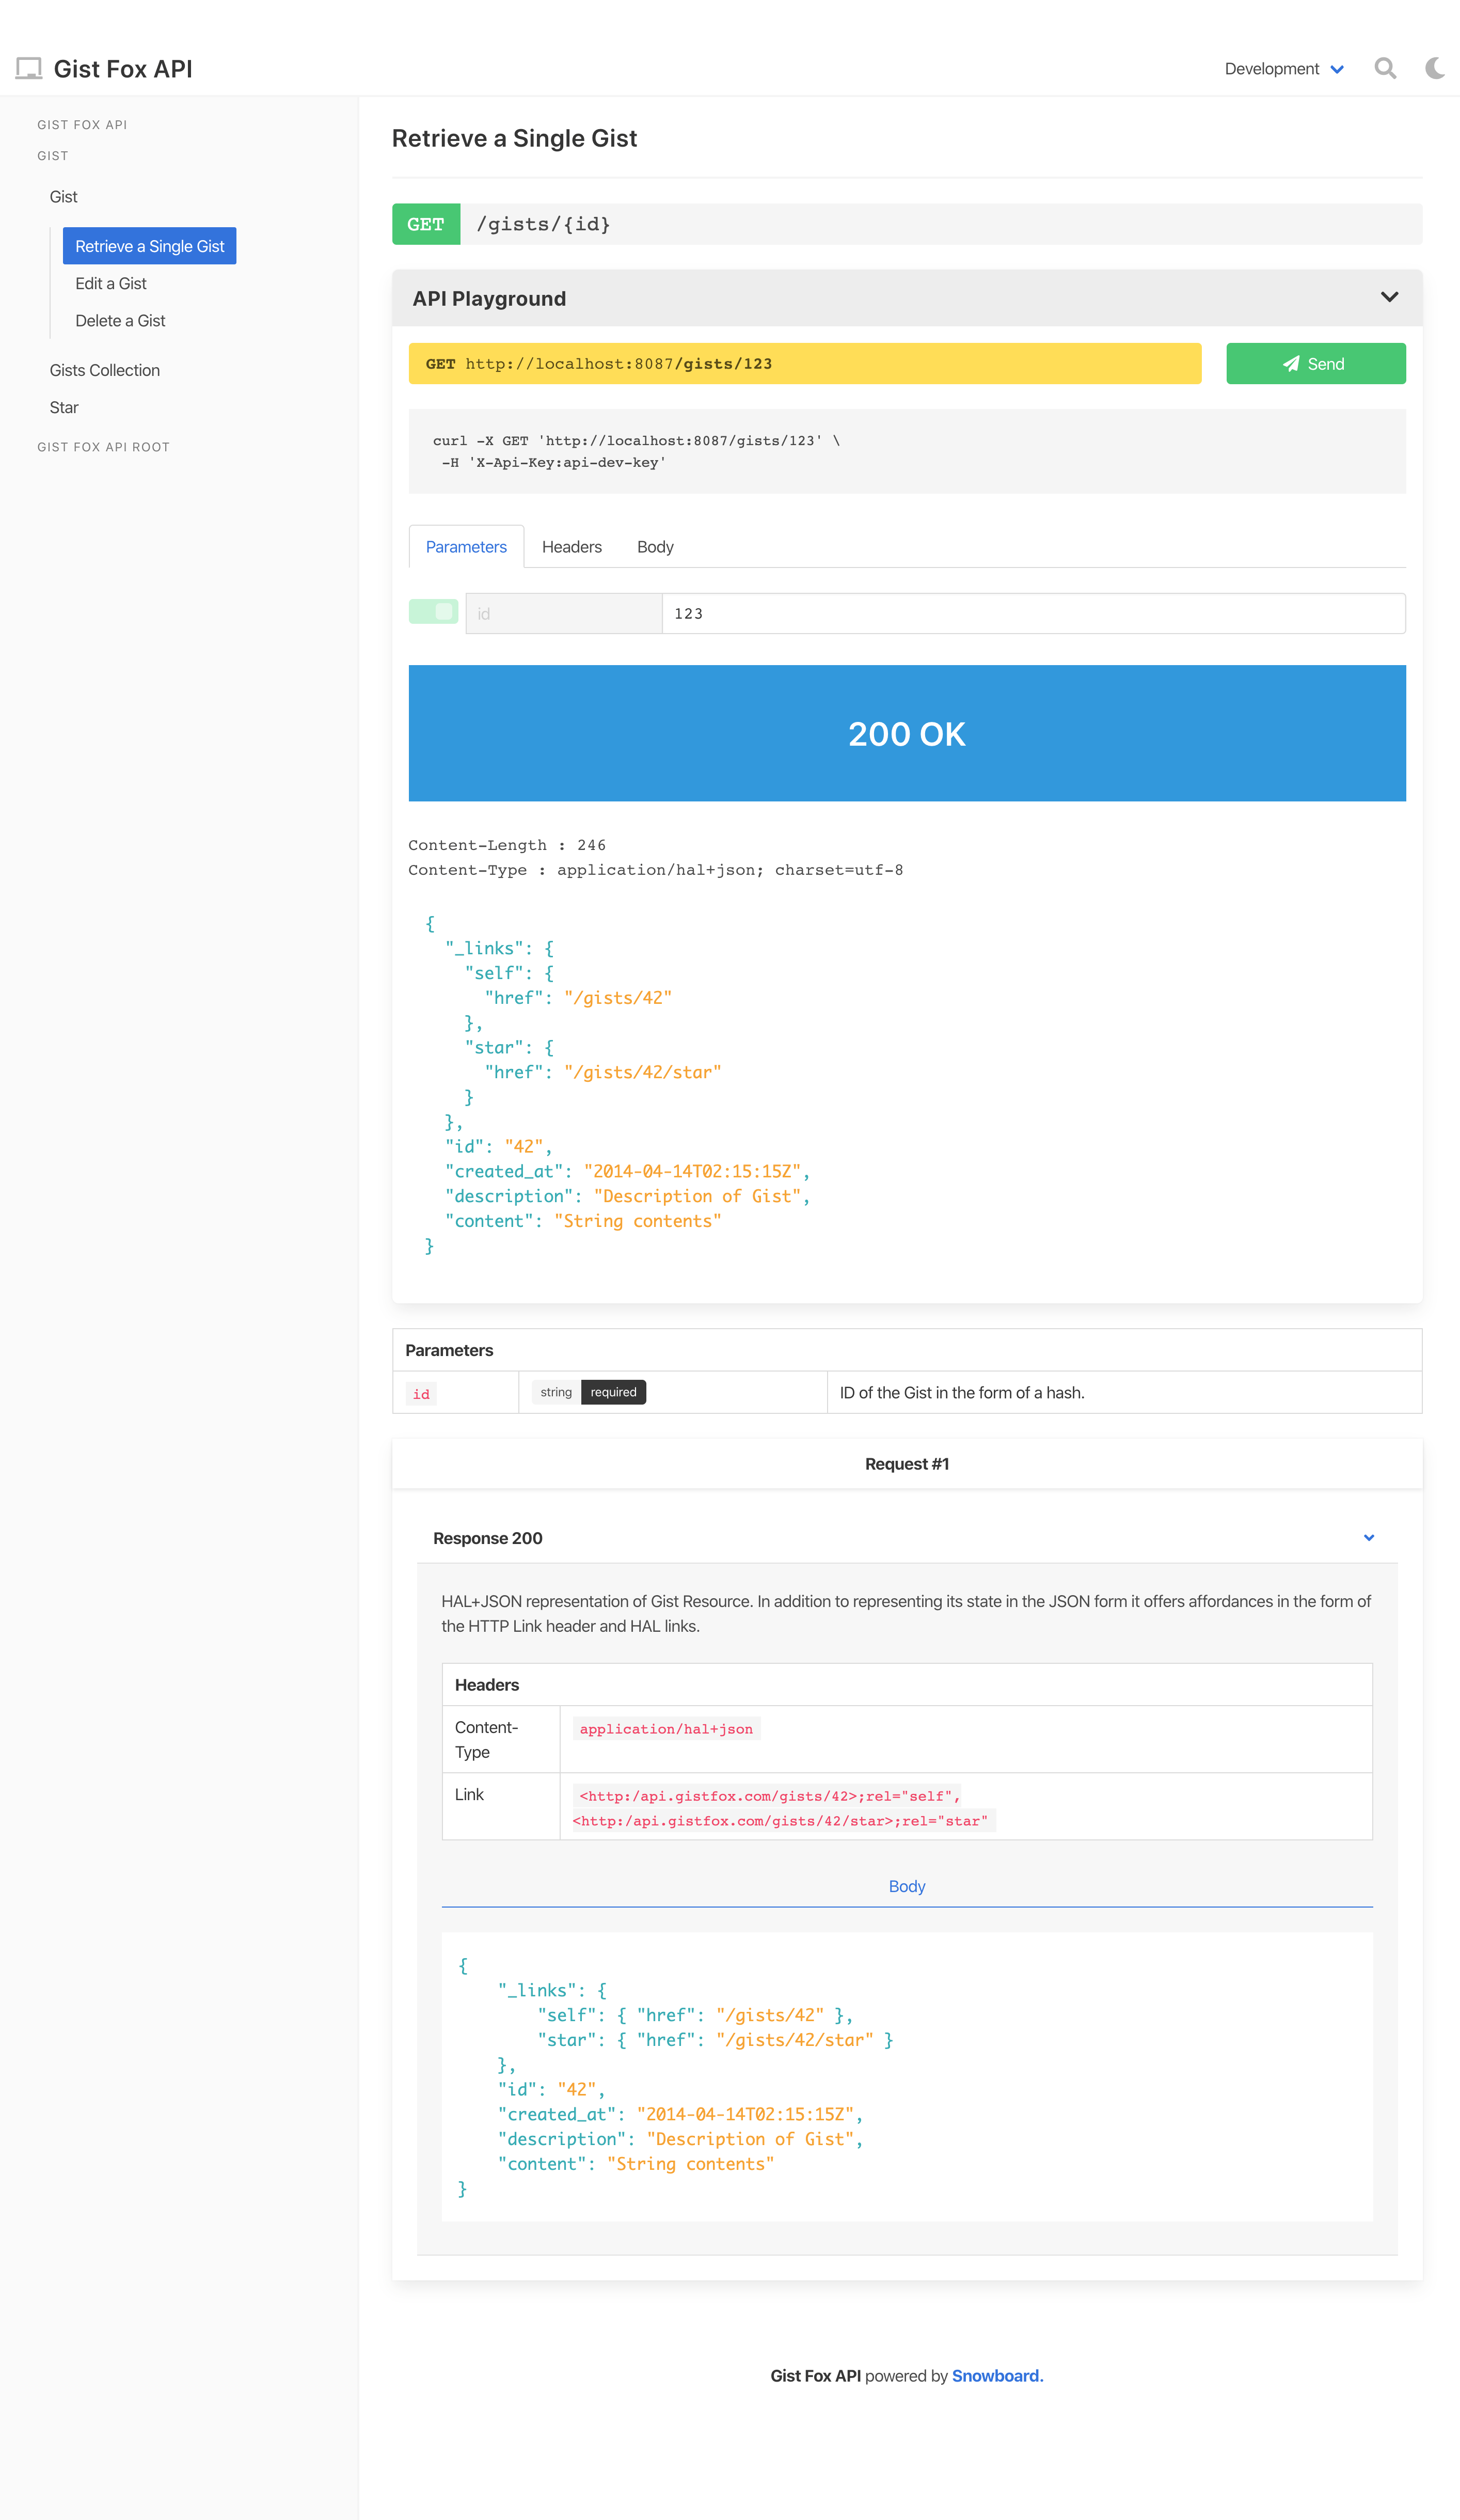 Gist Fox API
Development
GIST FOX API
GIST
Gist
Retrieve a Single Gist
Edit a Gist
Delete a Gist
Gists Collection
Star
GIST FOX API ROOT
Retrieve a Single Gist
GET /gists/{id}
API Playground
GET http://localhost:8087/gists/123
Send
curl -X GET 'http://localhost:8087/gists/123' \
 -H 'X-Api-Key:api-dev-key'
Parameters Headers Body
id 123
200 OK
Content-Length : 246
Content-Type : application/hal+json; charset=utf-8
{
  "_links": {
    "self": {
      "href": "/gists/42"
    },
    "star": {
      "href": "/gists/42/star"
    }
  },
  "id": "42",
  "created_at": "2014-04-14T02:15:15Z",
  "description": "Description of Gist",
  "content": "String contents"
}
Parameters
id string required ID of the Gist in the form of a hash.
Request #1
Response 200
HAL+JSON representation of Gist Resource. In addition to representing its state in the JSON form it offers affordances in the form of
the HTTP Link header and HAL links.
Headers
Content-
Type
application/hal+json
Link
<http:/api.gistfox.com/gists/42>;rel="self",
<http:/api.gistfox.com/gists/42/star>;rel="star"
Body
{
    "_links": {
        "self": { "href": "/gists/42" },
        "star": { "href": "/gists/42/star" }
    },
    "id": "42",
    "created_at": "2014-04-14T02:15:15Z",
    "description": "Description of Gist",
    "content": "String contents"
}
Gist Fox API powered by Snowboard.